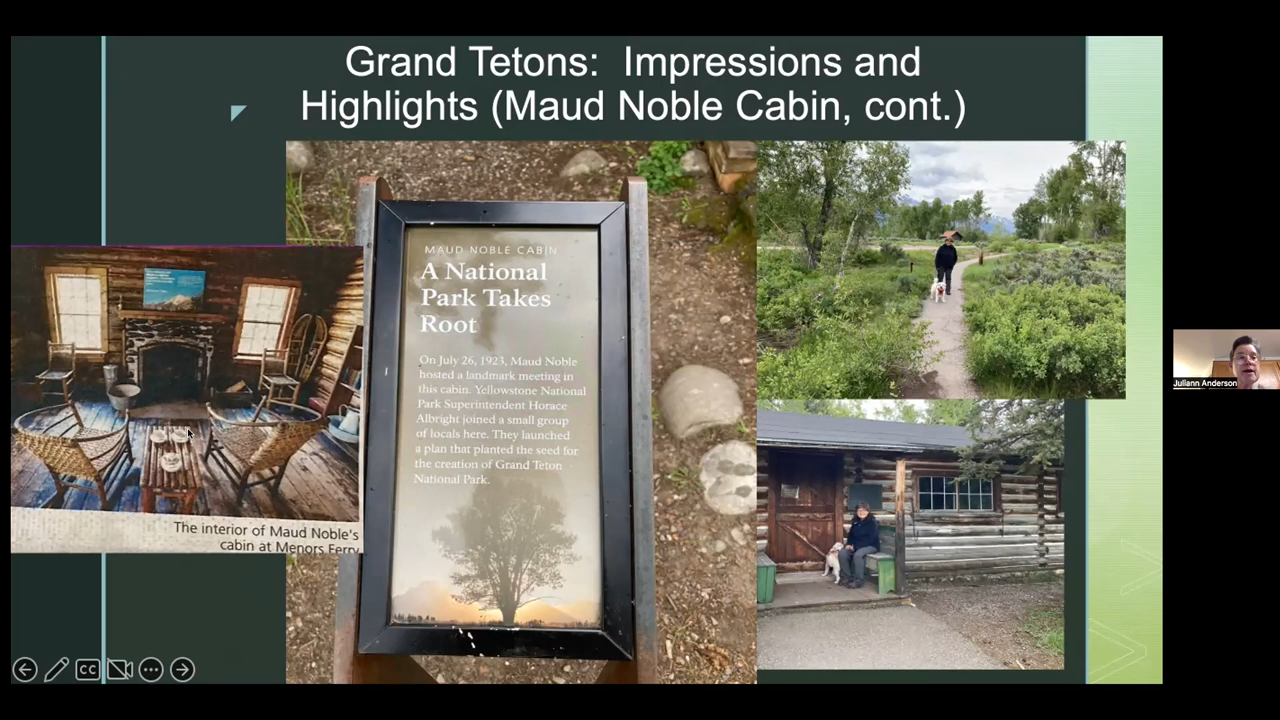 Grand Tetons: Impressions and
Highlights (Maud Noble Cabin, cont.)
MAUD NOBLE CABIN
A National
Park Takes
Root
On July 26, 1923, Maud Noble
hosted a landmark meeting in
this cabin. Yellowstone National
Park Superintendent Horace
Albright joined a small group
of locals here. They launched
a plan that planted the seed for
the creation of Grand Teton
National Park.
The interior of Maud Noble's
cabin at Menors Ferry
CC
Juliann Anderson